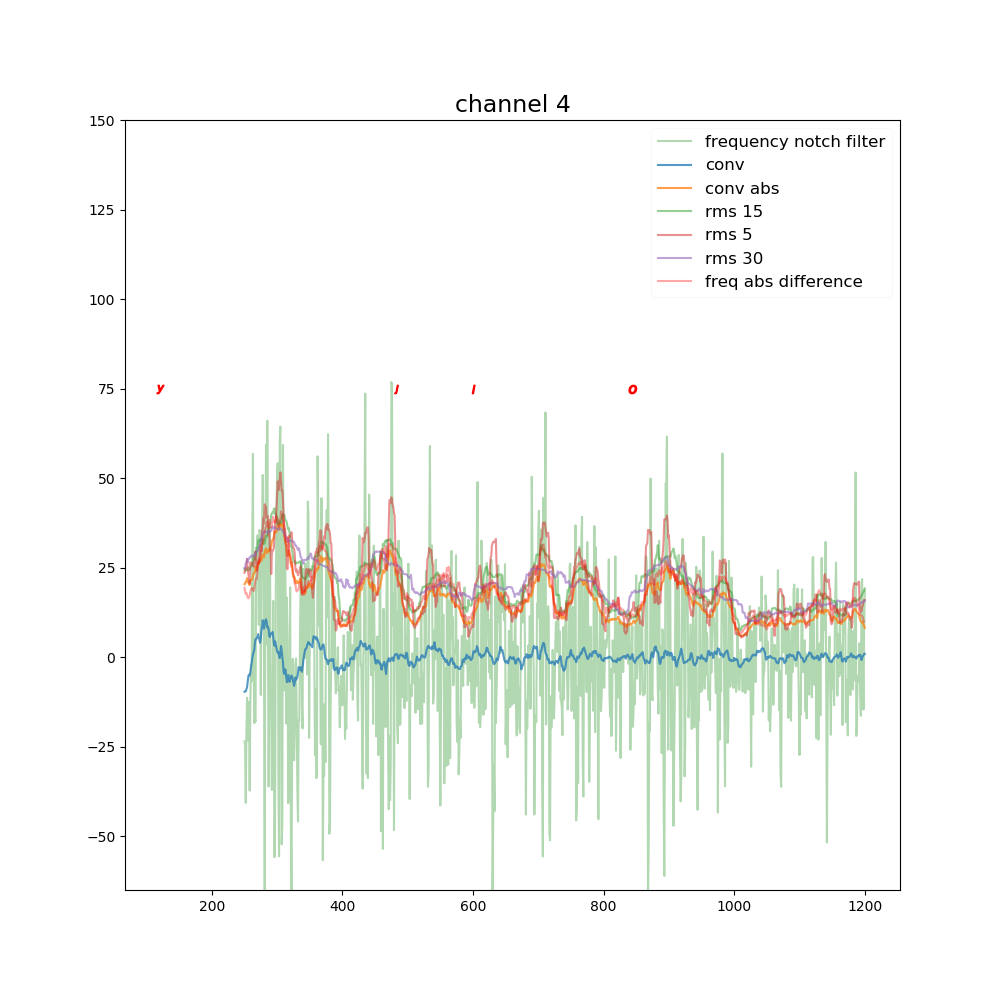 channel 4
150
125
100
75
50
25
0
−25
−50
frequency notch filter
conv
conv abs
rms 15
rms 5
rms 30
freq abs difference
y J I o
200 400 600 800 1000 1200